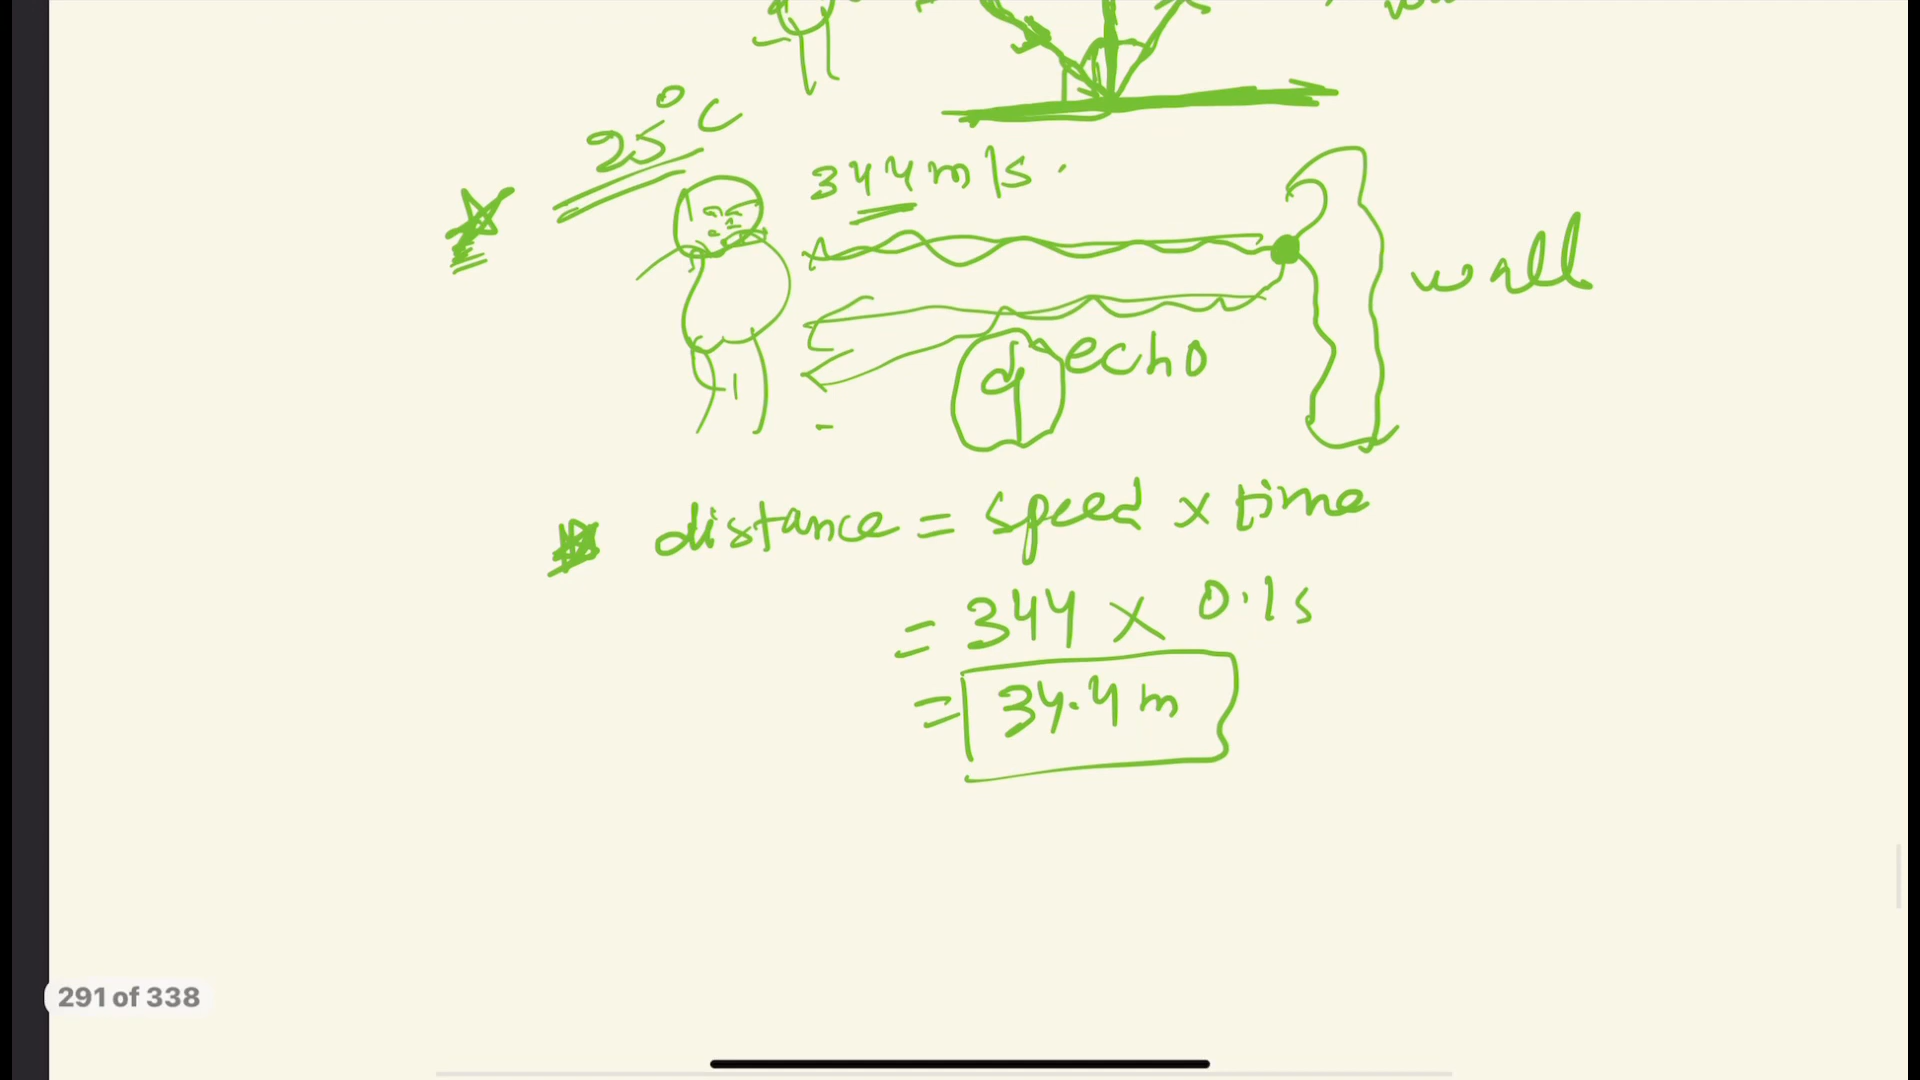 25°C
344 m/s
wall
echo
d
distance = speed x time
= 344 x 0.1s
= 34.4 m
291 of 338